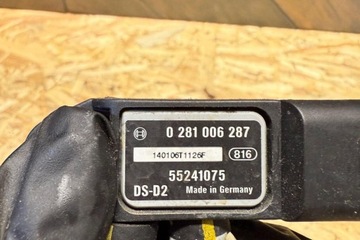 0 281 006 287
140106T1126F 816
55241075
DS-D2 Made in Germany